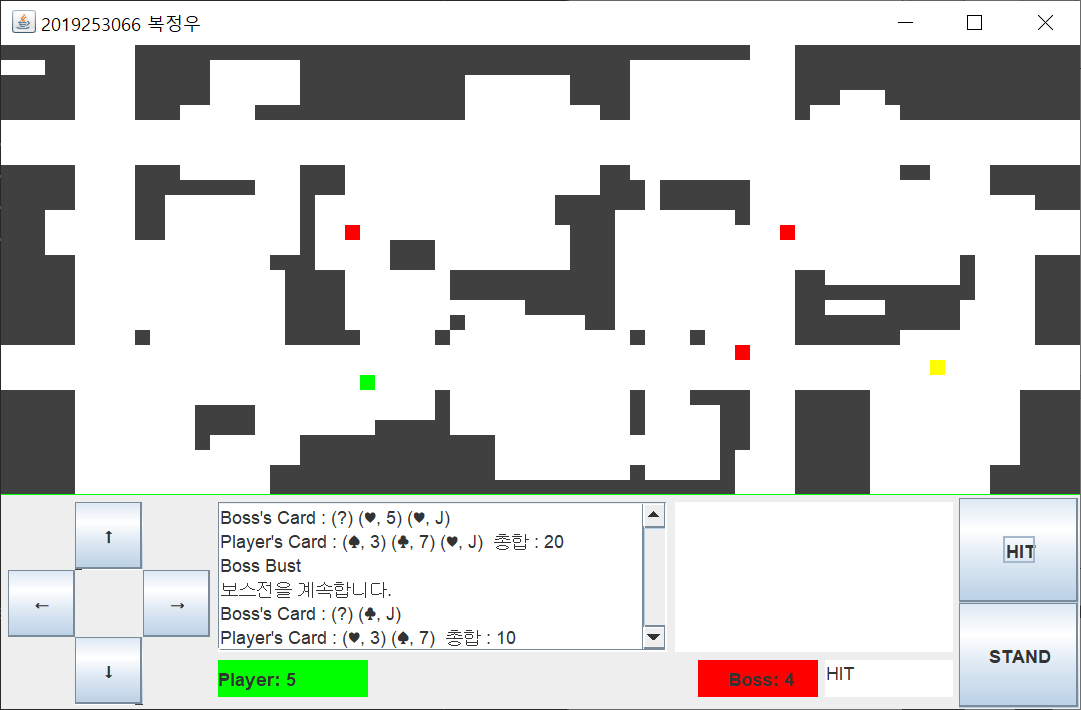 2019253066 복정우
↑
←
→
↓
Boss's Card : (?) (♥, 5) (♥, J)
Player's Card : (♠, 3) (♣, 7) (♥, J) 총합 : 20
Boss Bust
보스전을 계속합니다.
Boss's Card : (?) (♣, J)
Player's Card : (♥, 3) (♠, 7) 총합 : 10
Player: 5
Boss: 4
HIT
HIT
STAND